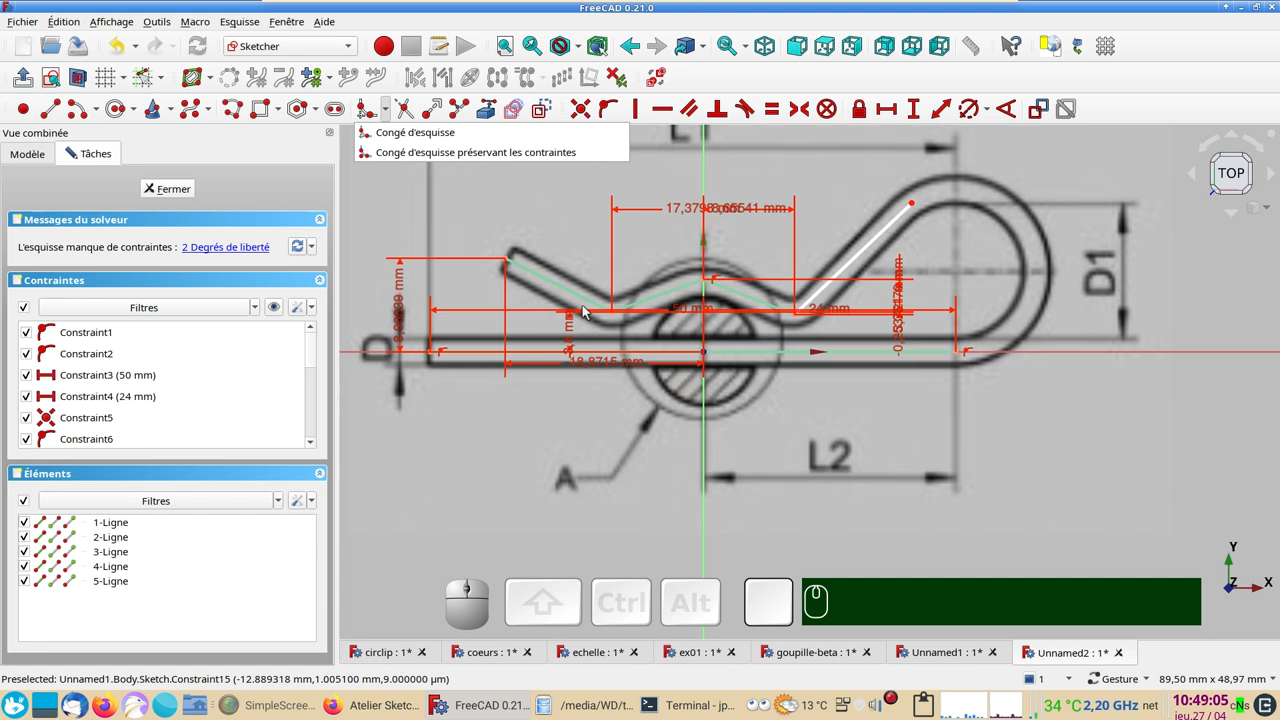 FreeCAD 0.21.0
Fichier Édition Affichage Outils Macro Esquisse Fenêtre Aide
Sketcher
Vue combinée
Modèle Tâches
Fermer
Messages du solveur
L'esquisse manque de contraintes : 2 Degrés de liberté
Contraintes
Filtres
Constraint1
Constraint2
Constraint3 (50 mm)
Constraint4 (24 mm)
Constraint5
Constraint6
Éléments
Filtres
1-Ligne
2-Ligne
3-Ligne
4-Ligne
5-Ligne
Congé d'esquisse
Congé d'esquisse préservant les contraintes
TOP
D1
50 mm
24 mm
18,8715 mm
D
L2
A
Y
Z
X
Ctrl
Alt
circlip : 1*
coeurs : 1*
echelle : 1*
ex01 : 1*
goupille-beta : 1*
Unnamed1 : 1*
Unnamed2 : 1*
Preselected: Unnamed1.Body.Sketch.Constraint15 (-12.889318 mm,1.005100 mm,9.000000 µm)
1
Gesture
89,50 mm x 48,97 mm
SimpleScree...
Atelier Sketc...
FreeCAD 0.21...
/media/WD/t...
Terminal - jp...
13 °C
34 °C 2,20 GHz net
10:49:05
jeu.27 / 04